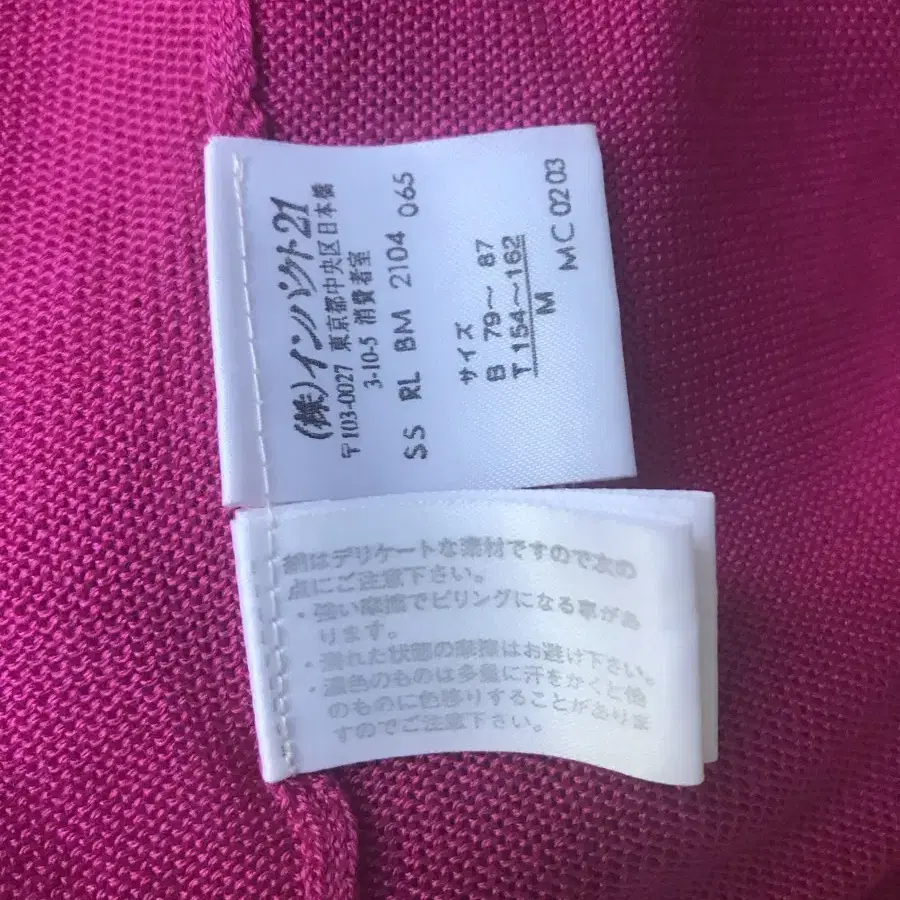 (株)インパクト21
〒103-0027 東京都中央区日本橋
3-10-5 消費者室
SS RL BM 2104 065
サイズ
B 79〜 87
T 154〜162
M
MC 02 03
絹はデリケートな素材ですので次の
点にご注意下さい。
・強い摩擦でピリングになる事があ
ります。
・濡れた状態の摩擦はお避け下さい。
・濃色のものは多量に汗をかくと他
のものに色移りすることがありま
すのでご注意下さい。